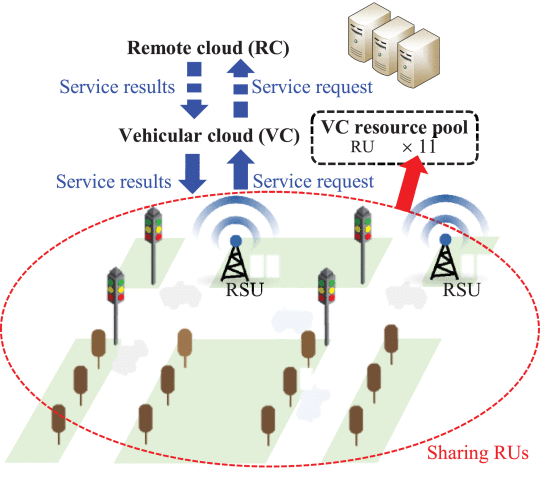 Remote cloud (RC)
Service results
Service request
Vehicular cloud (VC)
VC resource pool
RU × 11
Service results
Service request
RSU
RSU
Sharing RUs